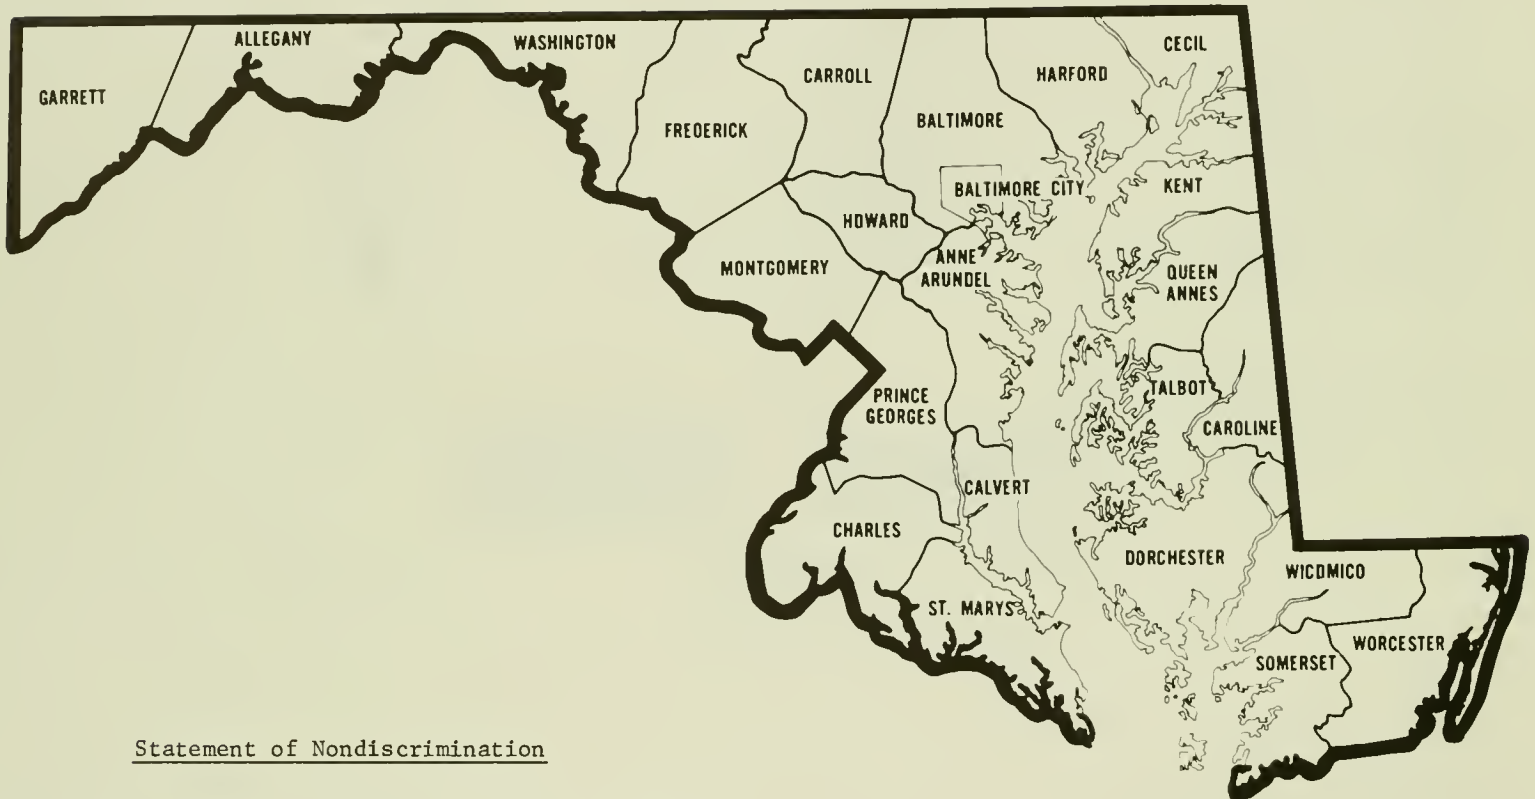 GARRETT
ALLEGANY
WASHINGTON
FREDERICK
CARROLL
BALTIMORE
HARFORD
CECIL
BALTIMORE CITY
KENT
HOWARD
MONTGOMERY
ANNE
ARUNDEL
QUEEN
ANNES
TALBOT
CAROLINE
PRINCE
GEORGES
CALVERT
CHARLES
ST. MARYS
DORCHESTER
WICOMICO
SOMERSET
WORCESTER
Statement of Nondiscrimination